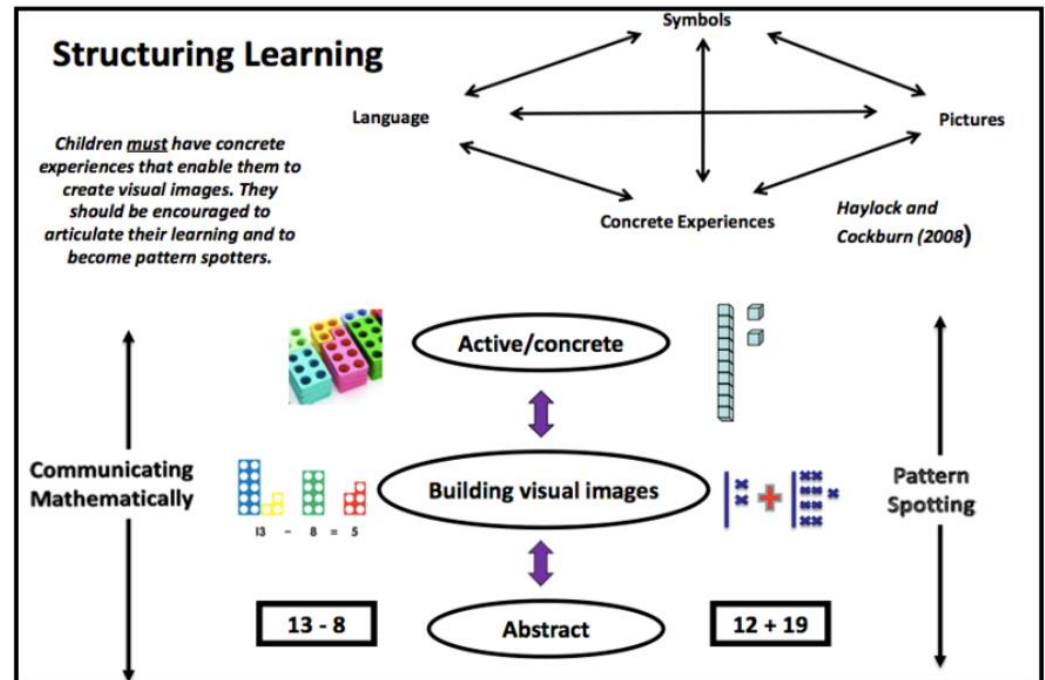 Structuring Learning
Symbols
Language
Pictures
Concrete Experiences
Haylock and
Cockburn (2008)
Children must have concrete
experiences that enable them to
create visual images. They
should be encouraged to
articulate their learning and to
become pattern spotters.
Active/concrete
Communicating
Mathematically
Building visual images
13 - 8 = 5
Pattern
Spotting
13 - 8
Abstract
12 + 19